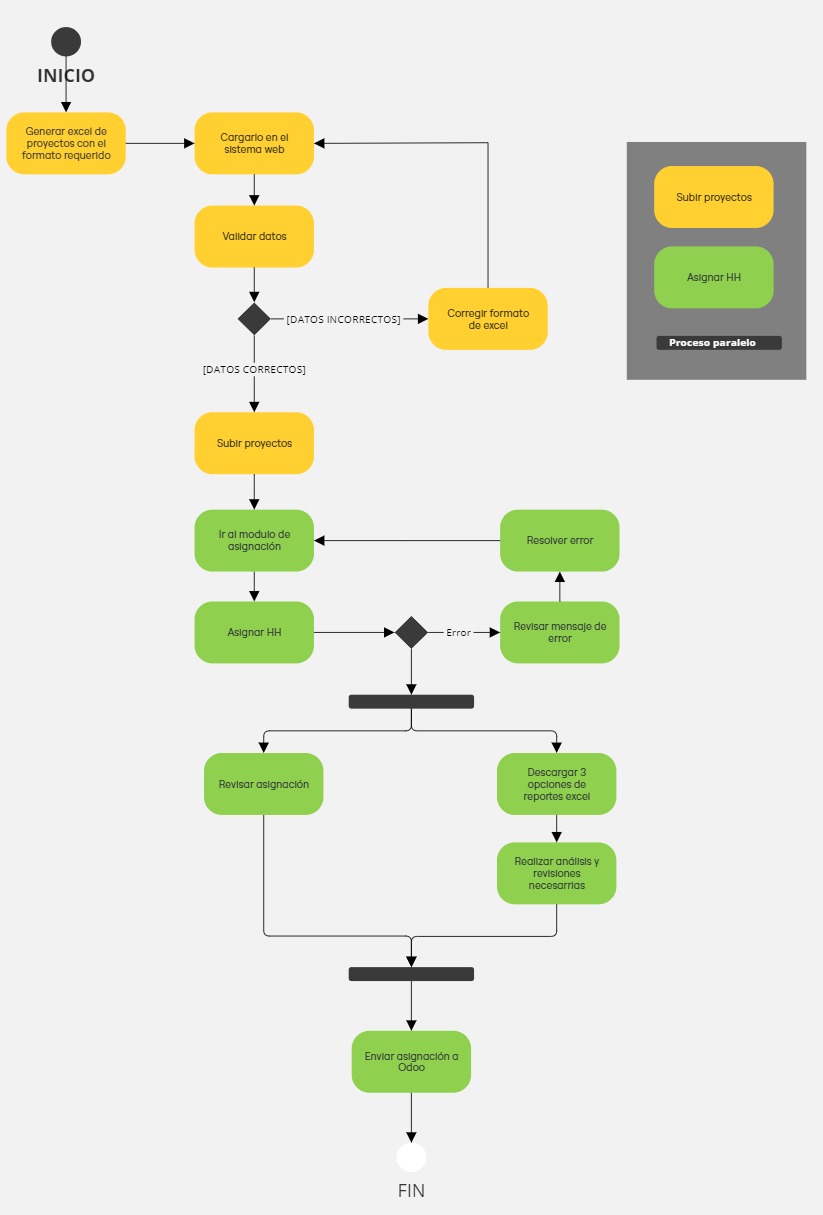 INICIO
Generar excel de
proyectos con el
formato requerido
Cargarlo en el
sistema web
Validar datos
[DATOS INCORRECTOS]
Corregir formato
de excel
[DATOS CORRECTOS]
Subir proyectos
Ir al modulo de
asignación
Resolver error
Asignar HH
Error
Revisar mensaje de
error
Revisar asignación
Descargar 3
opciones de
reportes excel
Realizar análisis y
revisiones
necesarrias
Enviar asignación a
Odoo
FIN
Subir proyectos
Asignar HH
Proceso paralelo